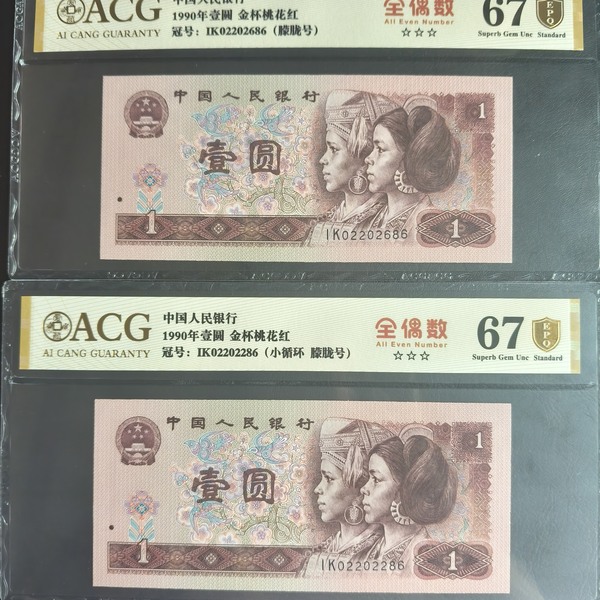 ACG
AI CANG GUARANTY
中国人民银行
1990年壹圆 金杯桃花红
冠号：IK02202686（朦胧号）
全偶数
All Even Number
☆☆☆
67
Superb Gem Unc Standard
EPQ
中国人民银行
壹圆
1
1
1
IK02202686
ACG
AI CANG GUARANTY
中国人民银行
1990年壹圆 金杯桃花红
冠号：IK02202286（小循环 朦胧号）
全偶数
All Even Number
☆☆☆
67
Superb Gem Unc Standard
EPQ
中国人民银行
壹圆
1
1
1
IK02202286